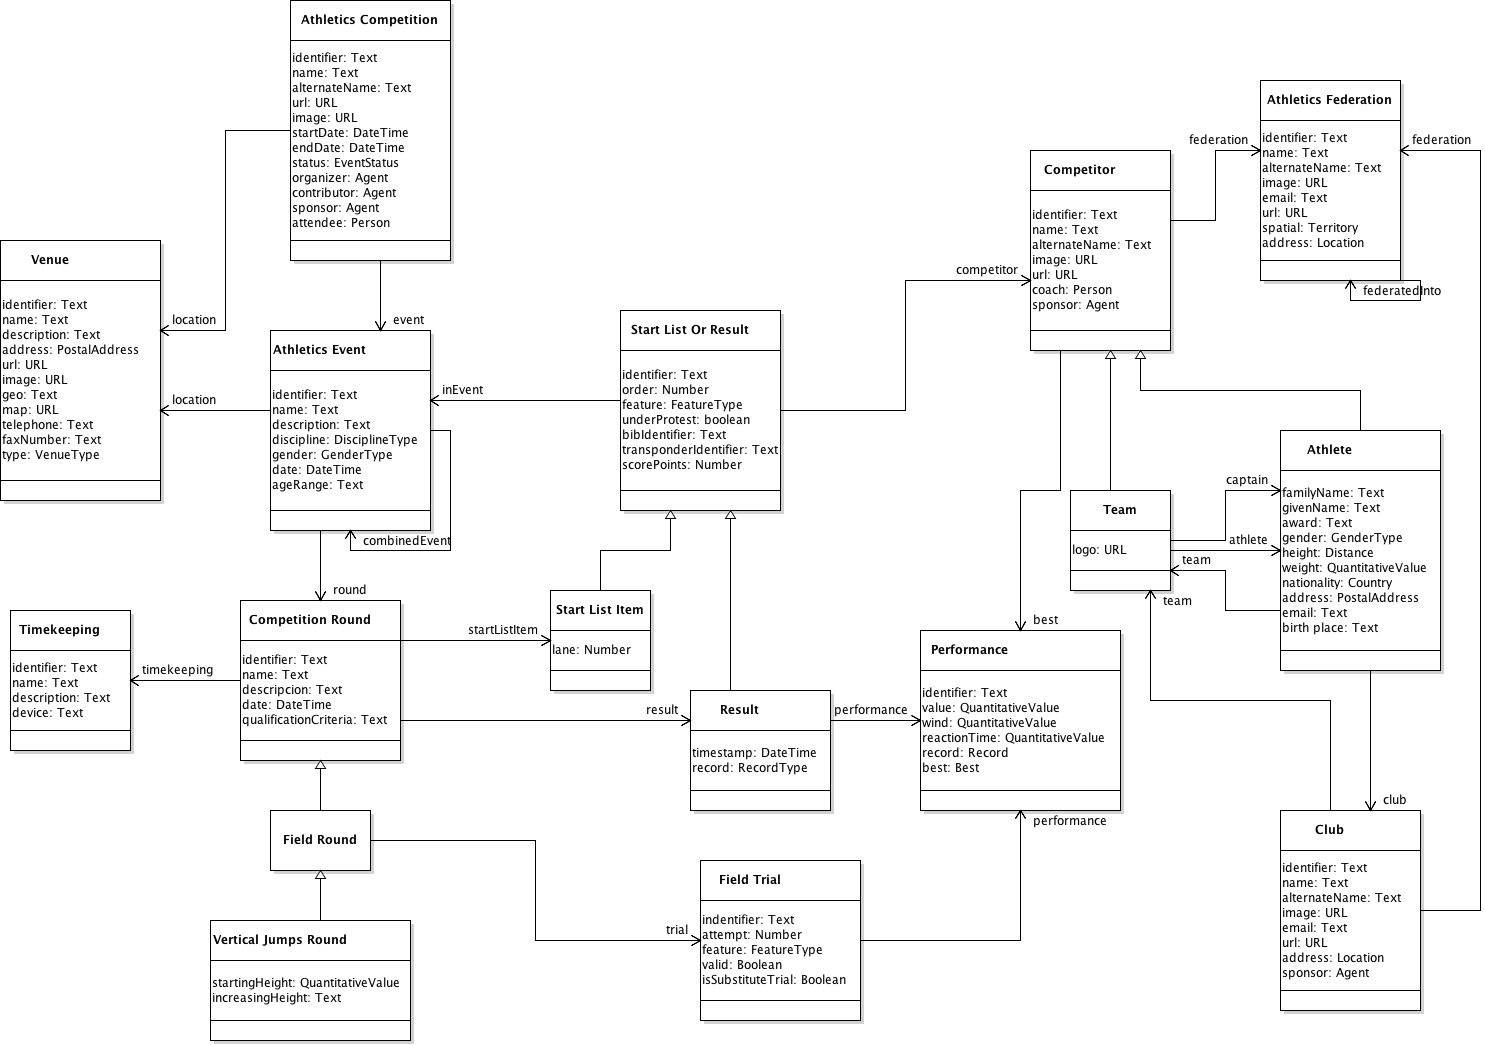 Athletics Competition
identifier: Text
name: Text
alternateName: Text
url: URL
image: URL
startDate: DateTime
endDate: DateTime
status: EventStatus
organizer: Agent
contributor: Agent
sponsor: Agent
attendee: Person
Athletics Federation
identifier: Text
name: Text
alternateName: Text
image: URL
email: Text
url: URL
spatial: Territory
address: Location
federation
federation
federatedInto
Competitor
identifier: Text
name: Text
alternateName: Text
image: URL
url: URL
coach: Person
sponsor: Agent
competitor
Venue
identifier: Text
name: Text
description: Text
address: PostalAddress
url: URL
image: URL
geo: Text
map: URL
telephone: Text
faxNumber: Text
type: VenueType
location
location
event
Athletics Event
identifier: Text
name: Text
description: Text
discipline: DisciplineType
gender: GenderType
date: DateTime
ageRange: Text
inEvent
combinedEvent
round
Start List Or Result
identifier: Text
order: Number
feature: FeatureType
underProtest: boolean
bibIdentifier: Text
transponderIdentifier: Text
scorePoints: Number
Athlete
familyName: Text
givenName: Text
award: Text
gender: GenderType
height: Distance
weight: QuantitativeValue
nationality: Country
address: PostalAddress
email: Text
birth place: Text
captain
athlete
team
team
Team
logo: URL
Timekeeping
identifier: Text
name: Text
description: Text
device: Text
timekeeping
Competition Round
identifier: Text
name: Text
descripcion: Text
date: DateTime
qualificationCriteria: Text
startListItem
Start List Item
lane: Number
result
Result
timestamp: DateTime
record: RecordType
performance
best
Performance
identifier: Text
value: QuantitativeValue
wind: QuantitativeValue
reactionTime: QuantitativeValue
record: Record
best: Best
performance
club
Club
identifier: Text
name: Text
alternateName: Text
image: URL
email: Text
url: URL
address: Location
sponsor: Agent
Field Round
trial
Field Trial
indentifier: Text
attempt: Number
feature: FeatureType
valid: Boolean
isSubstituteTrial: Boolean
Vertical Jumps Round
startingHeight: QuantitativeValue
increasingHeight: Text